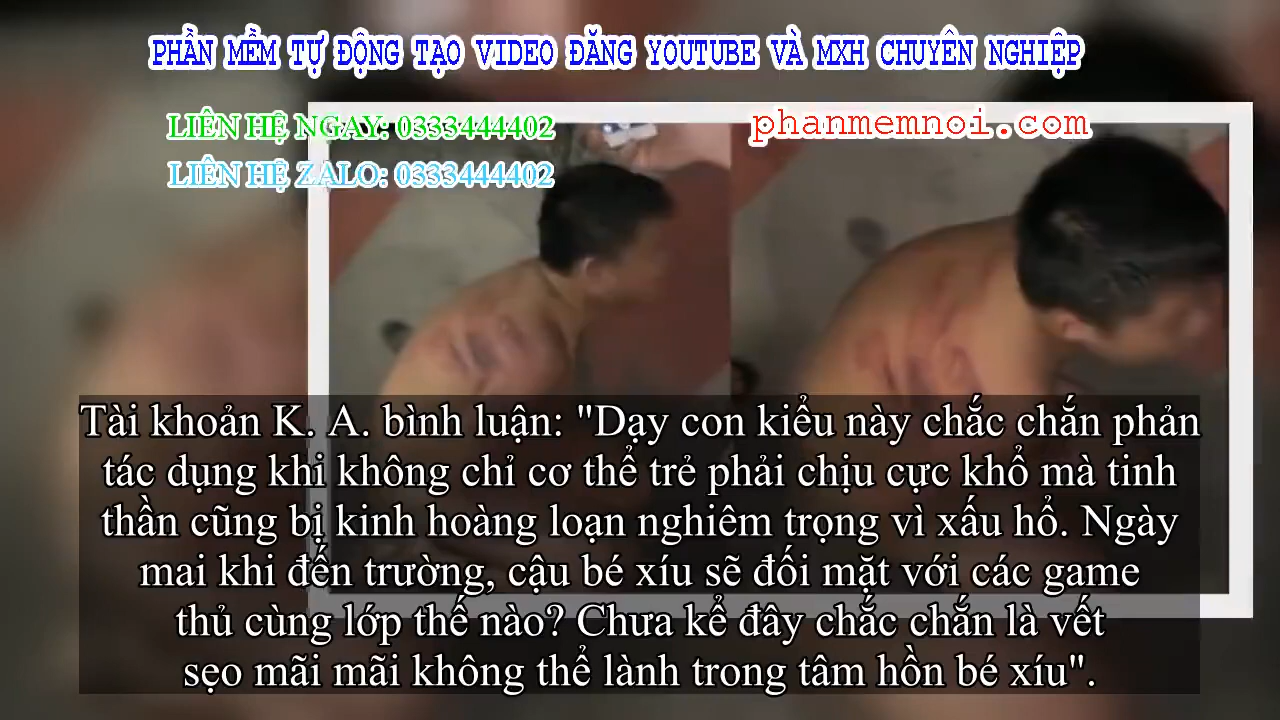 PHẦN MỀM TỰ ĐỘNG TẠO VIDEO ĐĂNG YOUTUBE VÀ MXH CHUYÊN NGHIỆP
LIÊN HỆ NGAY: 0333444402
phanmemnoi.com
LIÊN HỆ ZALO: 0333444402
Tài khoản K. A. bình luận: "Dạy con kiểu này chắc chắn phản
tác dụng khi không chỉ cơ thể trẻ phải chịu cực khổ mà tinh
thần cũng bị kinh hoàng loạn nghiêm trọng vì xấu hổ. Ngày
mai khi đến trường, cậu bé xíu sẽ đối mặt với các game
thủ cùng lớp thế nào? Chưa kể đây chắc chắn là vết
sẹo mãi mãi không thể lành trong tâm hồn bé xíu".